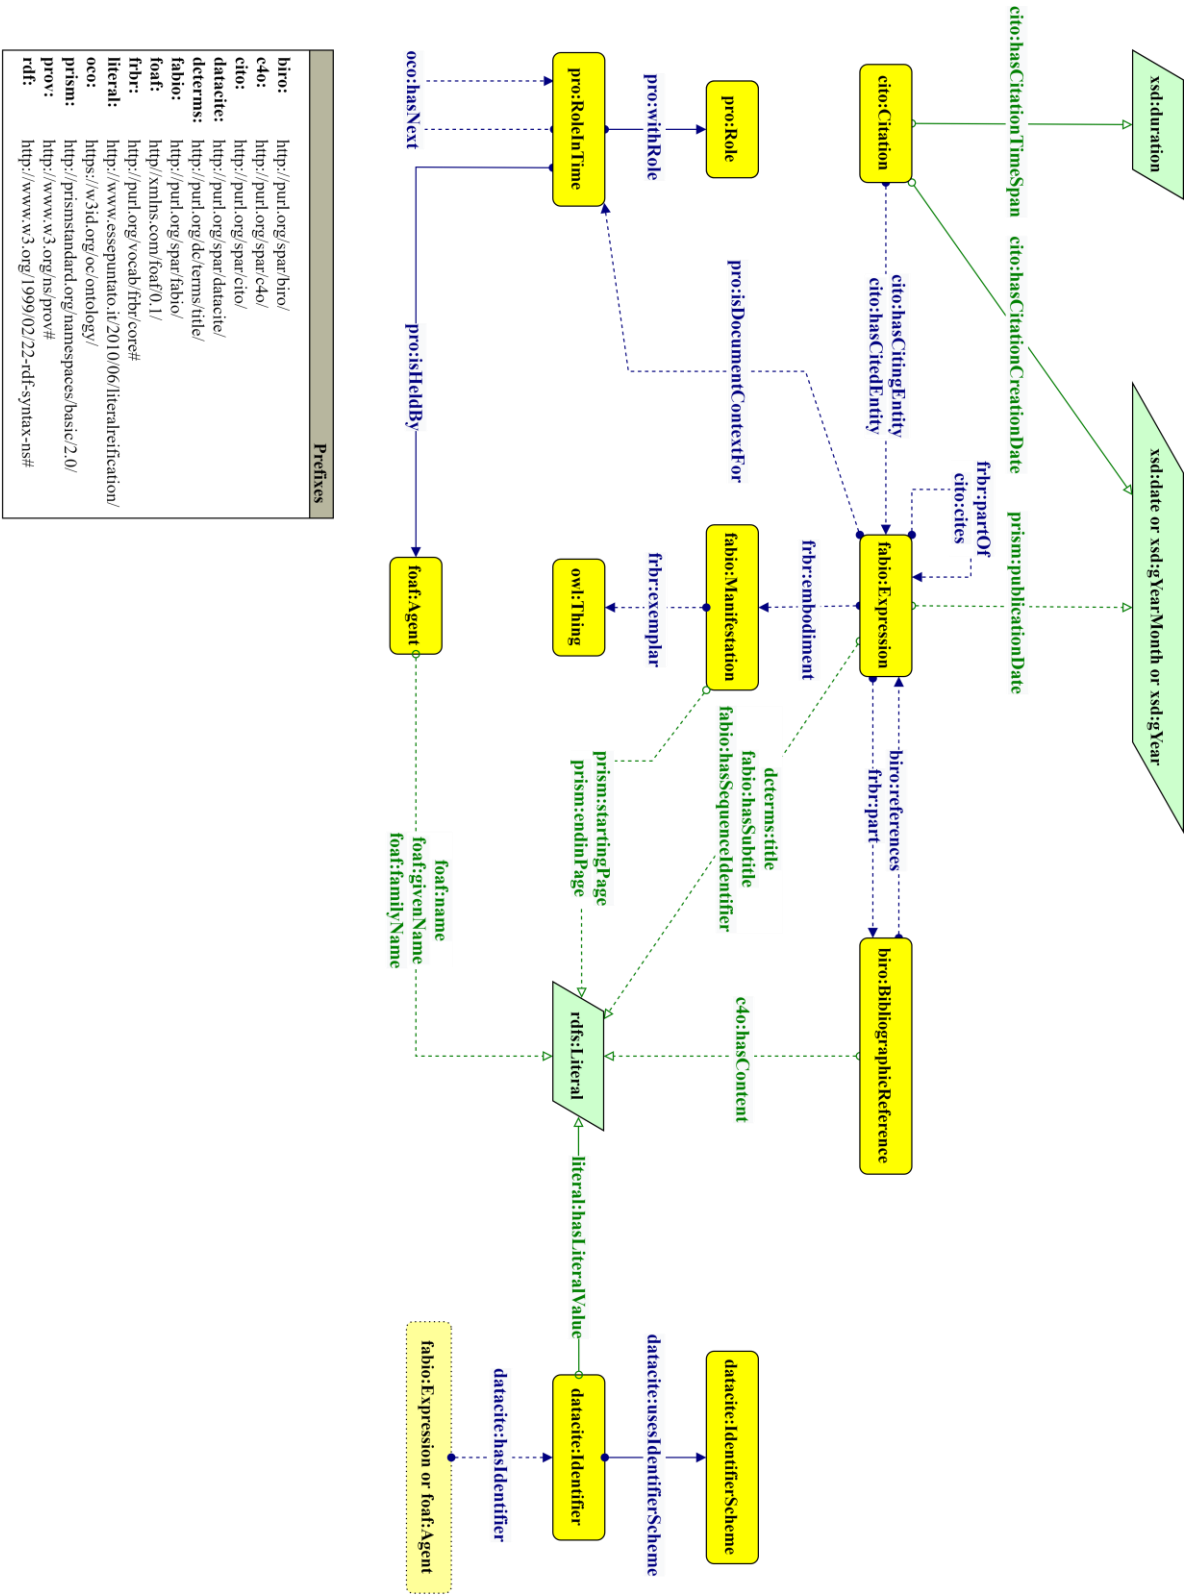 xsd:duration
xsd:date or xsd:gYearMonth or xsd:gYear
cito:hasCitationTimeSpan
cito:hasCitationCreationDate
prism:publicationDate
frbr:partOf
cito:cites
cito:Citation
cito:hasCitingEntity
cito:hasCitedEntity
fabio:Expression
biro:references
frbr:part
biro:BibliographicReference
pro:isDocumentContextFor
frbr:embodiment
dcterms:title
fabio:hasSubtitle
fabio:hasSequenceIdentifier
c4o:hasContent
pro:Role
fabio:Manifestation
datacite:IdentifierScheme
pro:withRole
frbr:exemplar
prism:startingPage
prism:endinPage
datacite:usesIdentifierScheme
pro:RoleInTime
owl:Thing
rdfs:Literal
literal:hasLiteralValue
datacite:Identifier
oco:hasNext
pro:isHeldBy
foaf:Agent
foaf:name
foaf:givenName
foaf:familyName
datacite:hasIdentifier
fabio:Expression or foaf:Agent
Prefixes
biro: http://purl.org/spar/biro/
c4o: http://purl.org/spar/c4o/
cito: http://purl.org/spar/cito/
datacite: http://purl.org/spar/datacite/
dcterms: http://purl.org/dc/terms/title/
fabio: http://purl.org/spar/fabio/
foaf: http://xmlns.com/foaf/0.1/
frbr: http://purl.org/vocab/frbr/core#
literal: http://www.essepuntato.it/2010/06/literalreification/
oco: https://w3id.org/oc/ontology/
prism: http://prismstandard.org/namespaces/basic/2.0/
prov: http://www.w3.org/ns/prov#
rdf: http://www.w3.org/1999/02/22-rdf-syntax-ns#